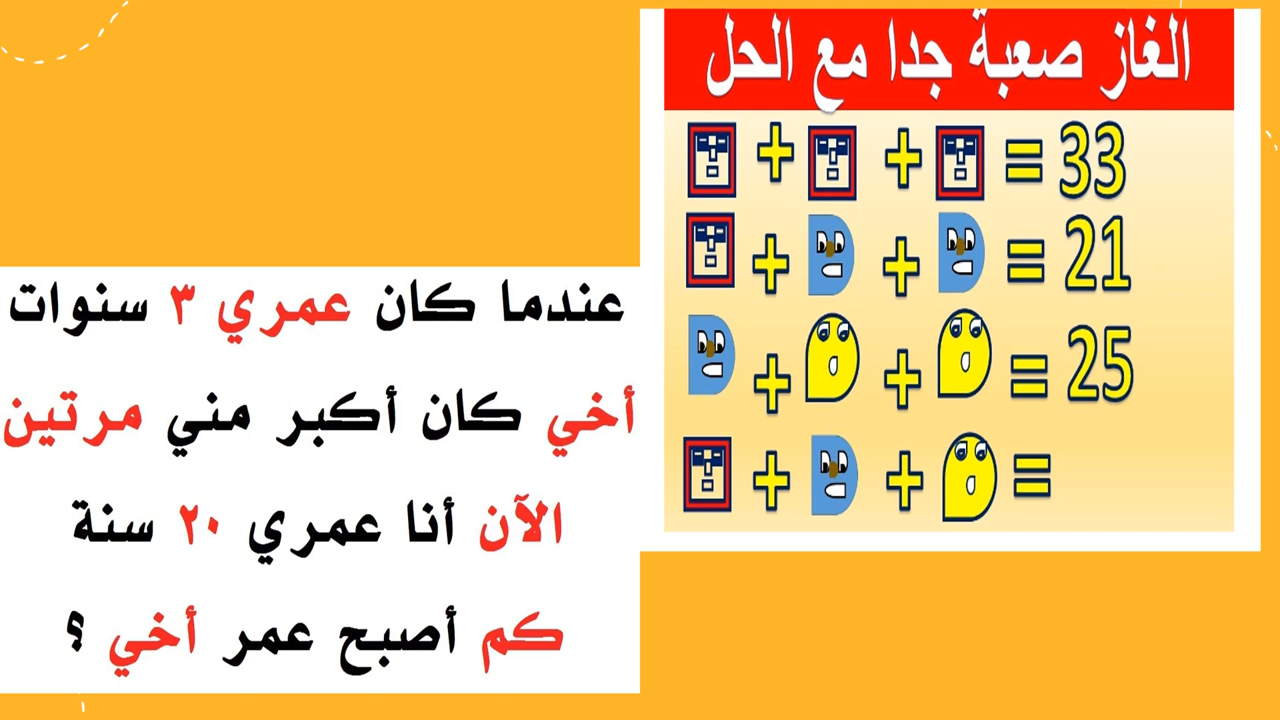 الغاز صعبة جدا مع الحل
+ + = 33
+ + = 21
+ + = 25
+ + =
عندما كان عمري ٣ سنوات
أخي كان أكبر مني مرتين
الآن أنا عمري ٢٠ سنة
كم أصبح عمر أخي ؟